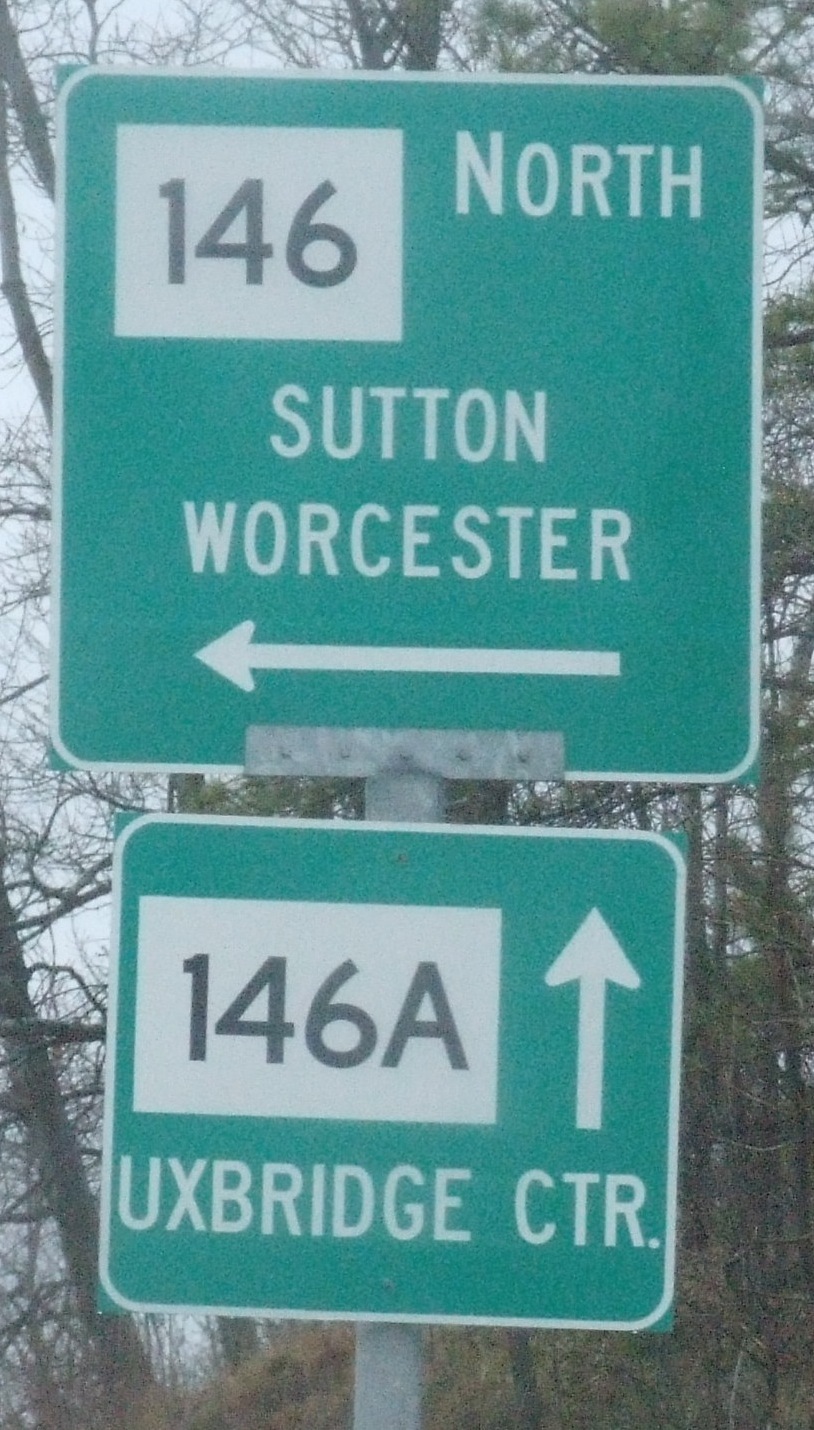 146 NORTH
SUTTON
WORCESTER
146A
UXBRIDGE CTR.